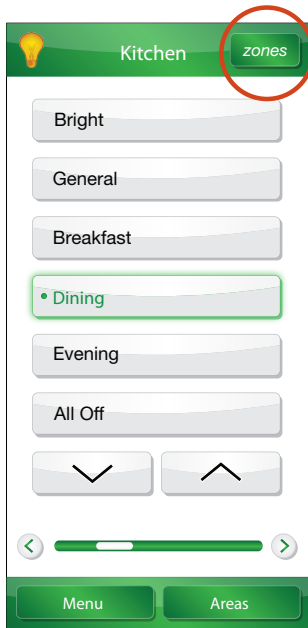 Kitchen
zones
Bright
General
Breakfast
Dining
Evening
All Off
Menu
Areas